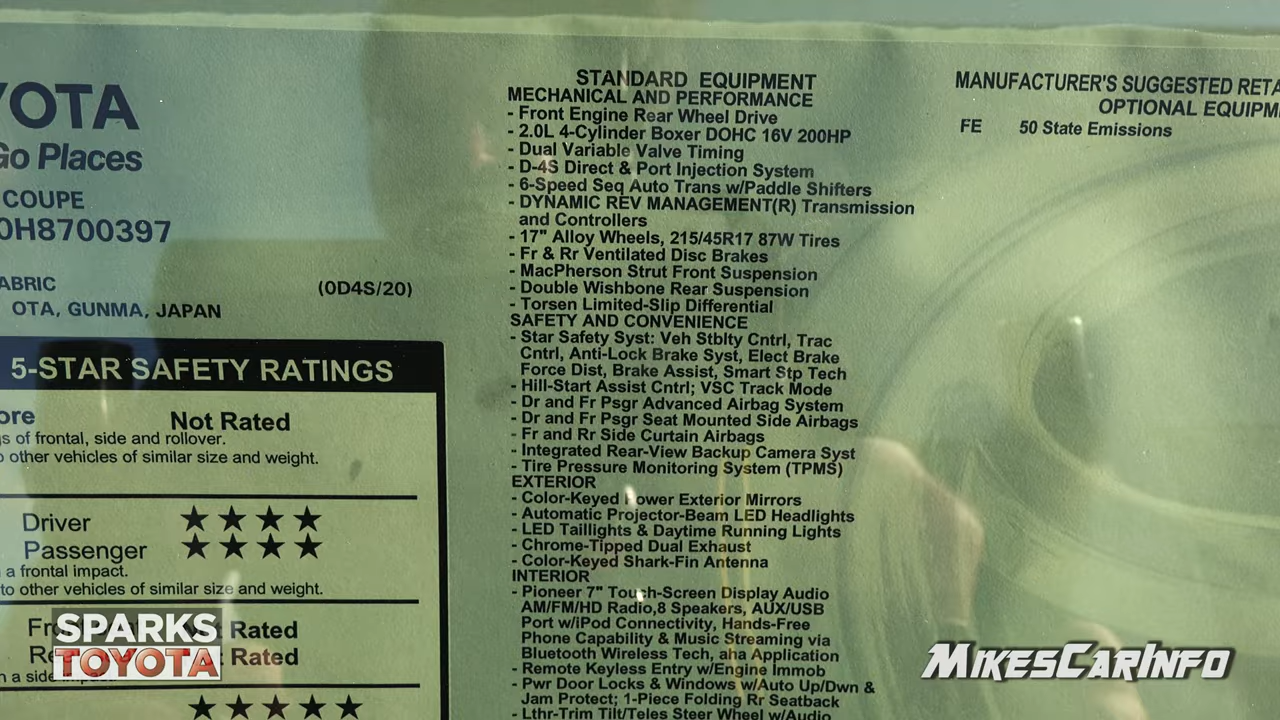 YOTA
Go Places
COUPE
0H8700397
ABRIC
(0D4S/20)
OTA, GUNMA, JAPAN
5-STAR SAFETY RATINGS
ore Not Rated
s of frontal, side and rollover.
o other vehicles of similar size and weight.
Driver ★★★★
Passenger ★★★★
a frontal impact.
to other vehicles of similar size and weight.
Rated
Rated
★★★★★
STANDARD EQUIPMENT
MECHANICAL AND PERFORMANCE
- Front Engine Rear Wheel Drive
- 2.0L 4-Cylinder Boxer DOHC 16V 200HP
- Dual Variable Valve Timing
- D-4S Direct & Port Injection System
- 6-Speed Seq Auto Trans w/Paddle Shifters
- DYNAMIC REV MANAGEMENT(R) Transmission
and Controllers
- 17" Alloy Wheels, 215/45R17 87W Tires
- Fr & Rr Ventilated Disc Brakes
- MacPherson Strut Front Suspension
- Double Wishbone Rear Suspension
- Torsen Limited-Slip Differential
SAFETY AND CONVENIENCE
- Star Safety Syst: Veh Stblty Cntrl, Trac
Cntrl, Anti-Lock Brake Syst, Elect Brake
Force Dist, Brake Assist, Smart Stp Tech
- Hill-Start Assist Cntrl; VSC Track Mode
- Dr and Fr Psgr Advanced Airbag System
- Dr and Fr Psgr Seat Mounted Side Airbags
- Fr and Rr Side Curtain Airbags
- Integrated Rear-View Backup Camera Syst
- Tire Pressure Monitoring System (TPMS)
EXTERIOR
- Color-Keyed Power Exterior Mirrors
- Automatic Projector-Beam LED Headlights
- LED Taillights & Daytime Running Lights
- Chrome-Tipped Dual Exhaust
- Color-Keyed Shark-Fin Antenna
INTERIOR
- Pioneer 7" Touch-Screen Display Audio
AM/FM/HD Radio,8 Speakers, AUX/USB
Port w/iPod Connectivity, Hands-Free
Phone Capability & Music Streaming via
Bluetooth Wireless Tech, aha Application
- Remote Keyless Entry w/Engine Immob
- Pwr Door Locks & Windows w/Auto Up/Dwn &
Jam Protect; 1-Piece Folding Rr Seatback
- Lthr-Trim Tilt/Teles Steer Wheel w/Audio
MANUFACTURER'S SUGGESTED RETA
OPTIONAL EQUIPM
FE 50 State Emissions
SPARKS
TOYOTA
MIKESCARINFO